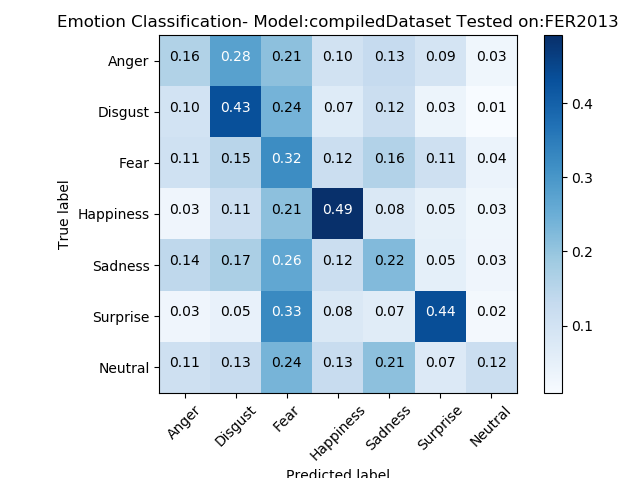 Emotion Classification- Model:compiledDataset Tested on:FER2013
True label
Anger 0.16 0.28 0.21 0.10 0.13 0.09 0.03
Disgust 0.10 0.43 0.24 0.07 0.12 0.03 0.01
Fear 0.11 0.15 0.32 0.12 0.16 0.11 0.04
Happiness 0.03 0.11 0.21 0.49 0.08 0.05 0.03
Sadness 0.14 0.17 0.26 0.12 0.22 0.05 0.03
Surprise 0.03 0.05 0.33 0.08 0.07 0.44 0.02
Neutral 0.11 0.13 0.24 0.13 0.21 0.07 0.12
Anger Disgust Fear Happiness Sadness Surprise Neutral
Predicted label
0.4
0.3
0.2
0.1